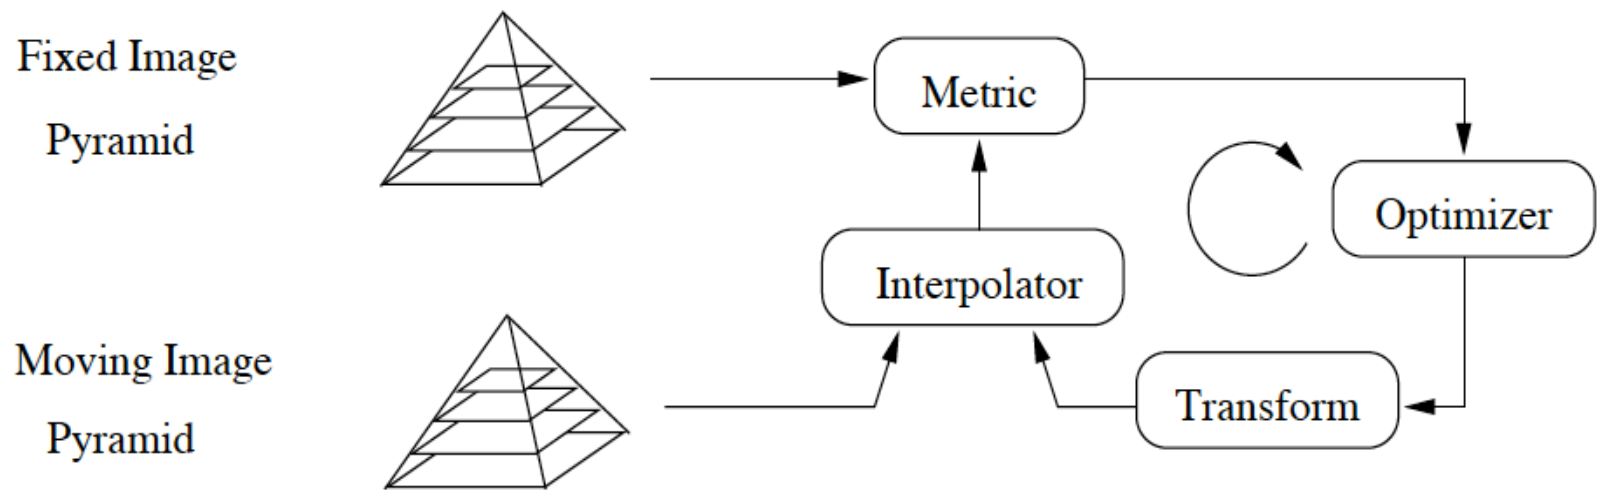 Fixed Image
Pyramid
Metric
Optimizer
Interpolator
Moving Image
Pyramid
Transform